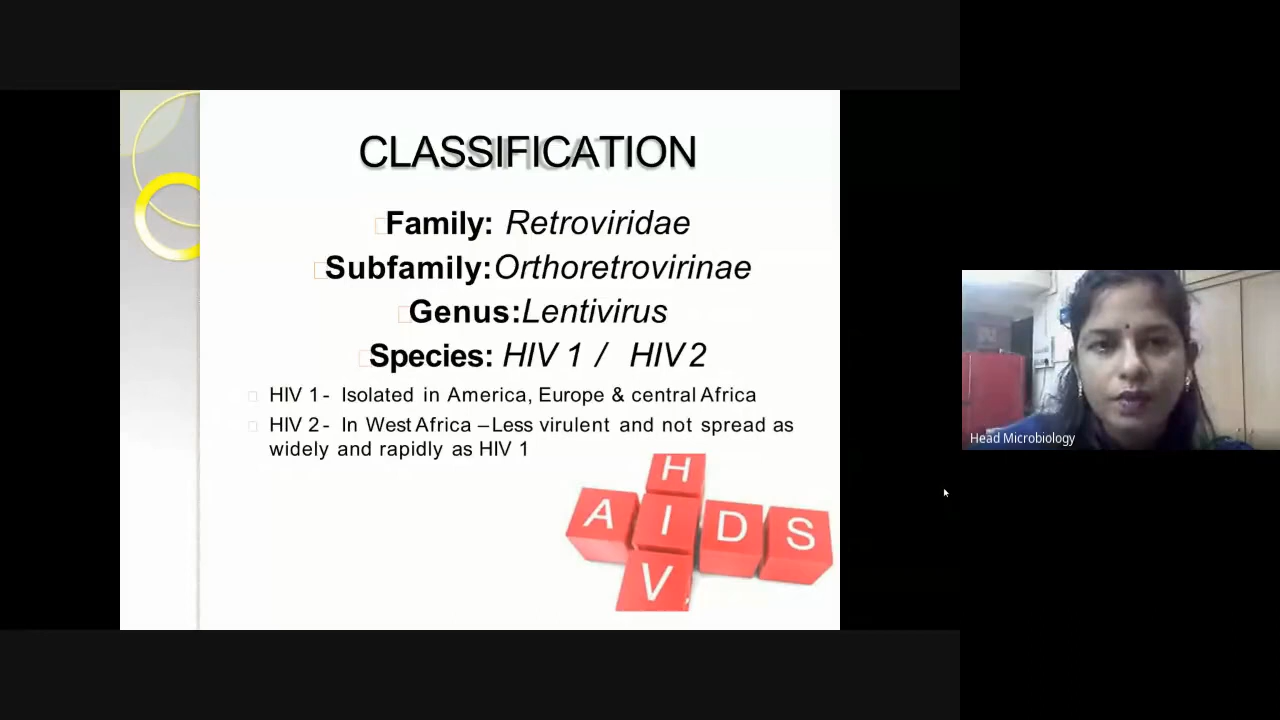 CLASSIFICATION
Family: Retroviridae
Subfamily:Orthoretrovirinae
Genus:Lentivirus
Species: HIV 1 / HIV 2
HIV 1 - Isolated in America, Europe & central Africa
HIV 2 - In West Africa –Less virulent and not spread as
widely and rapidly as HIV 1
H
A I D S
V
Head Microbiology